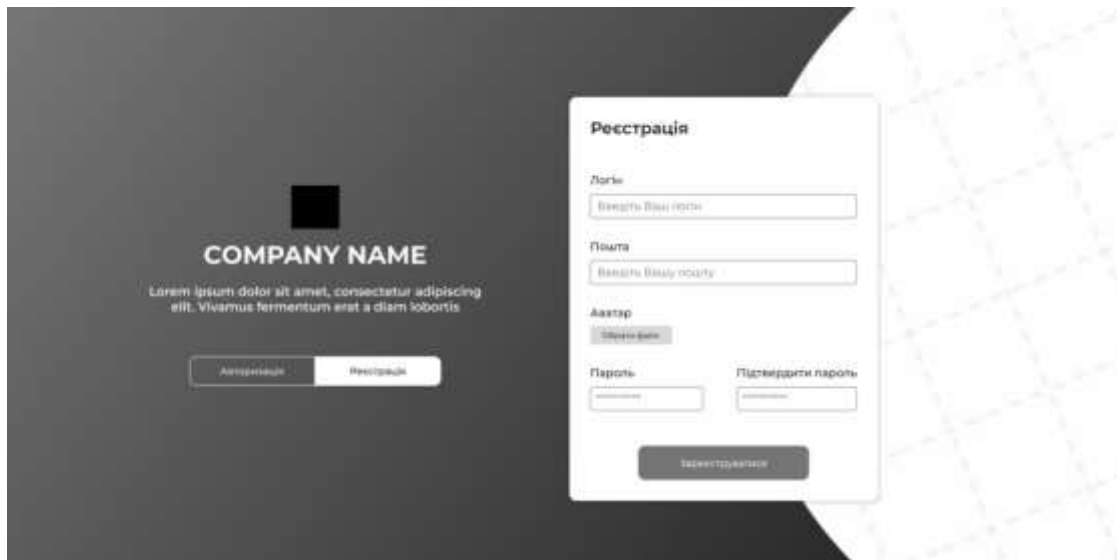 COMPANY NAME
Lorem ipsum dolor sit amet, consectetur adipiscing
elit. Vivamus fermentum erat a diam lobortis
Авторизація
Реєстрація
Реєстрація
Логін
Введіть Ваш логін
Пошта
Введіть Вашу пошту
Аватар
Обрати файл
Пароль
Підтвердити пароль
Зареєструватися